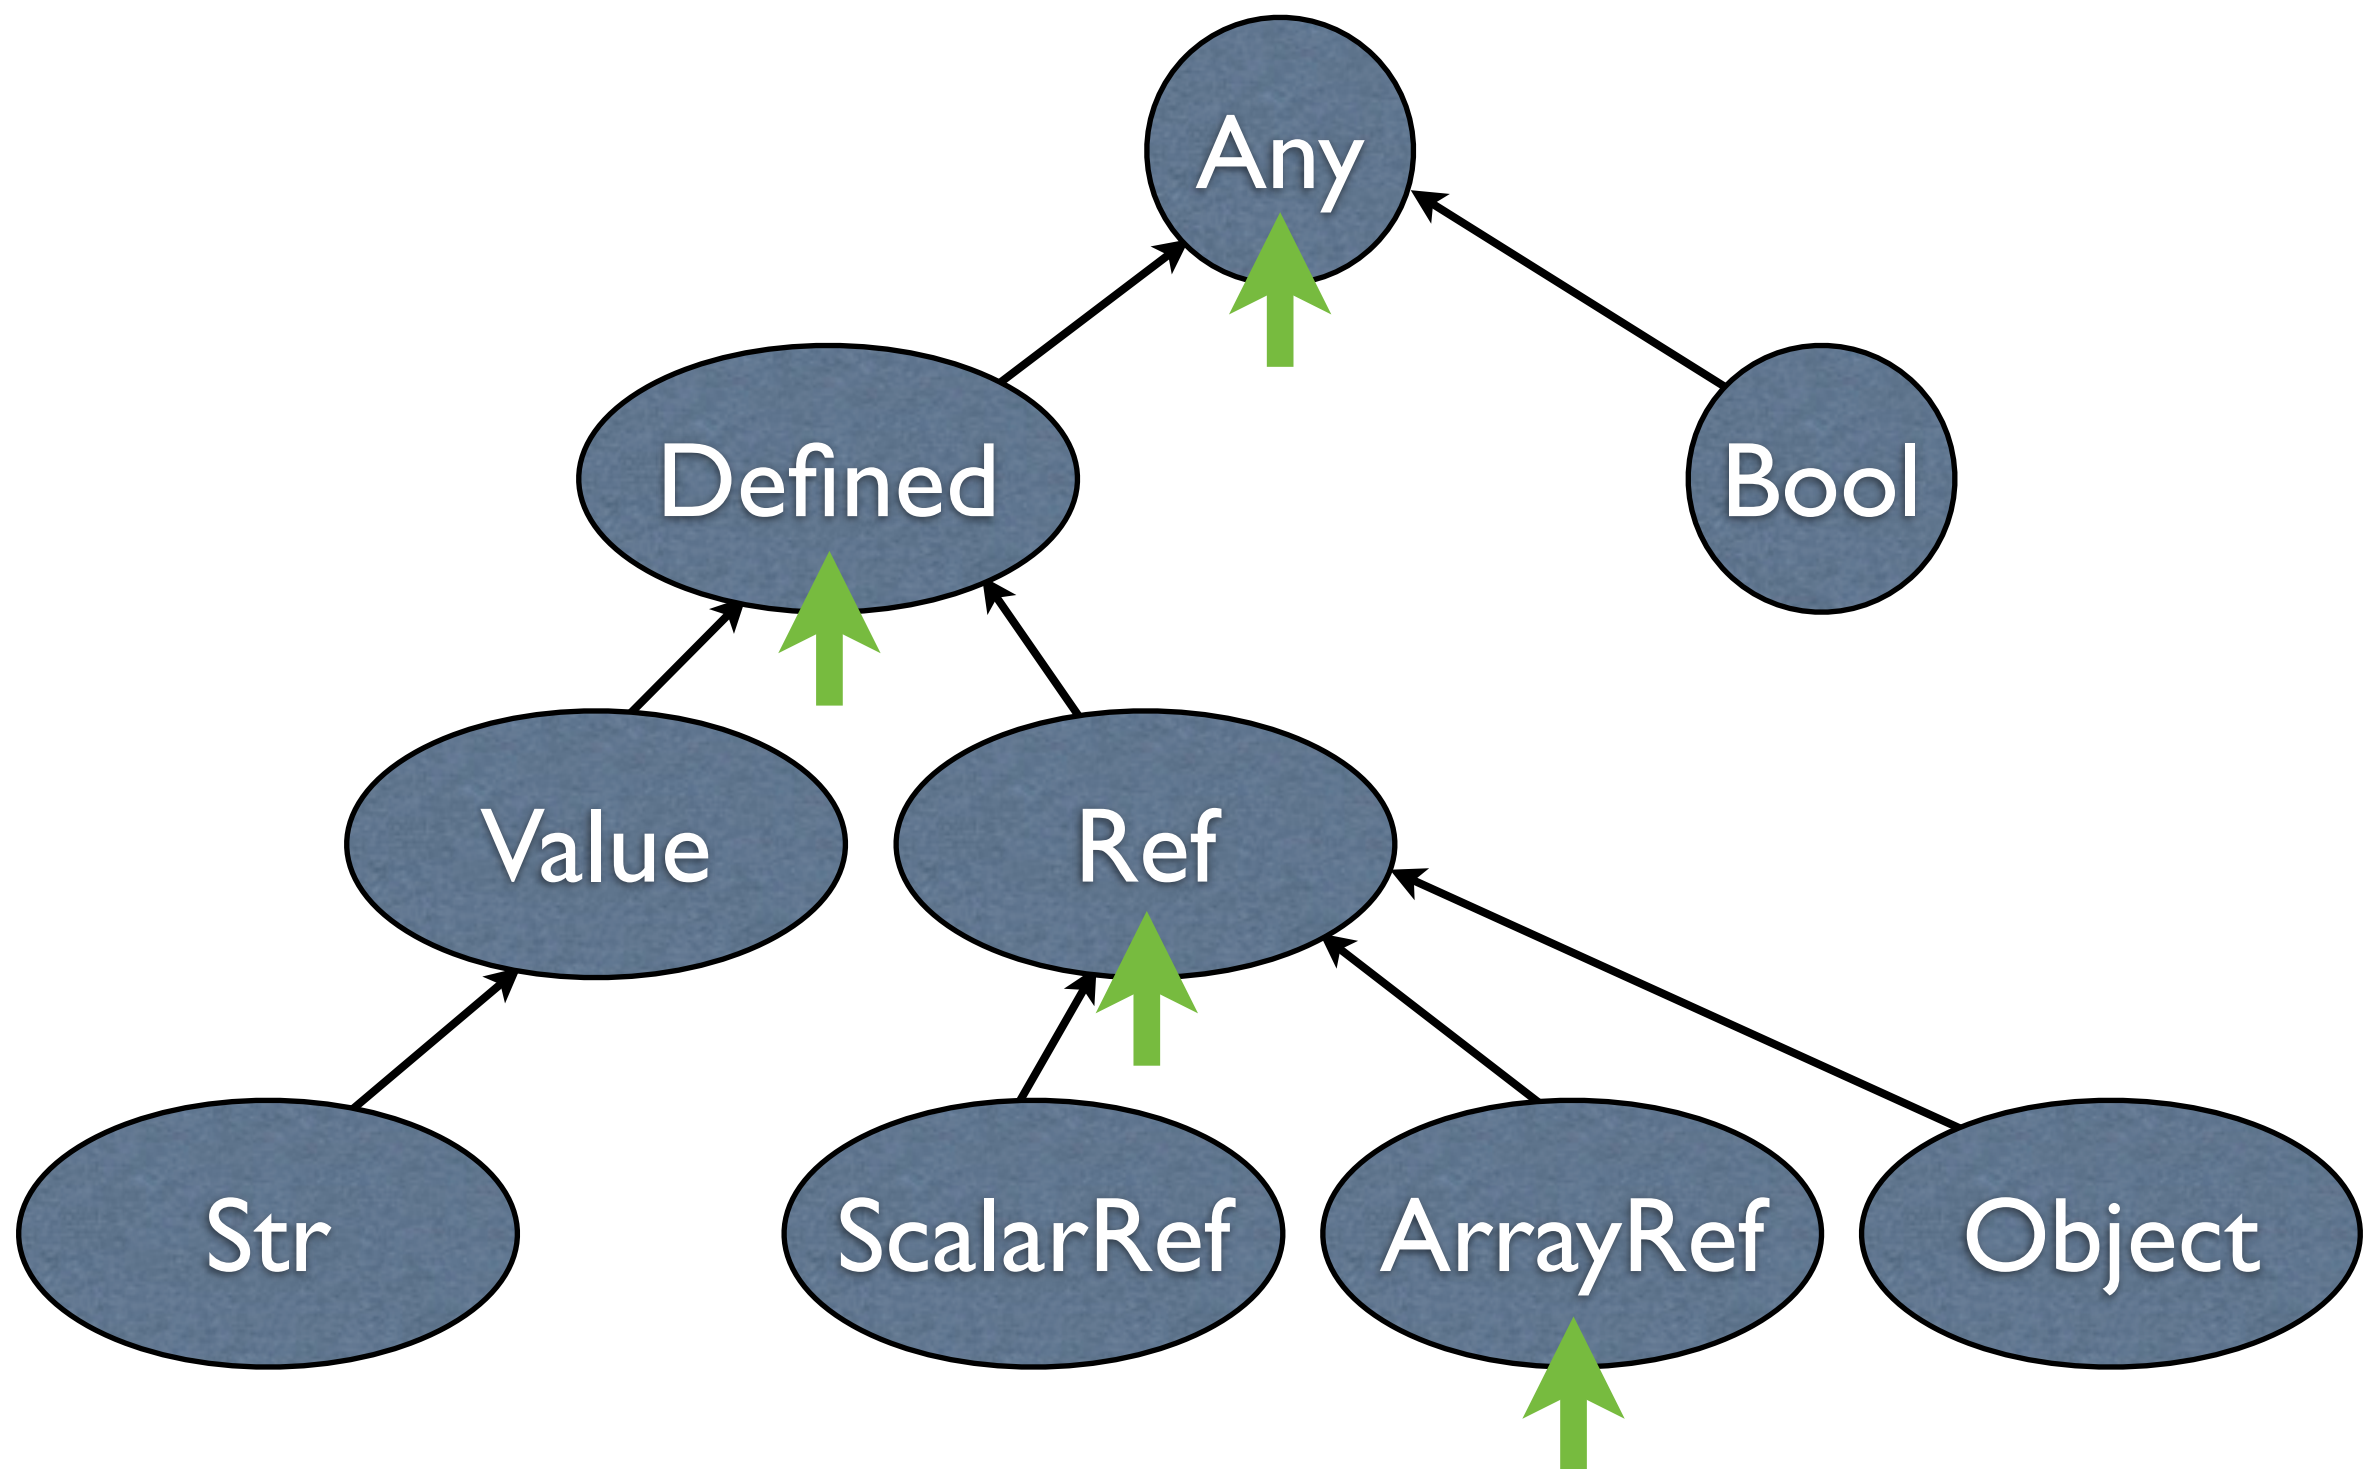 Any
Defined
Bool
Value
Ref
Str
ScalarRef
ArrayRef
Object